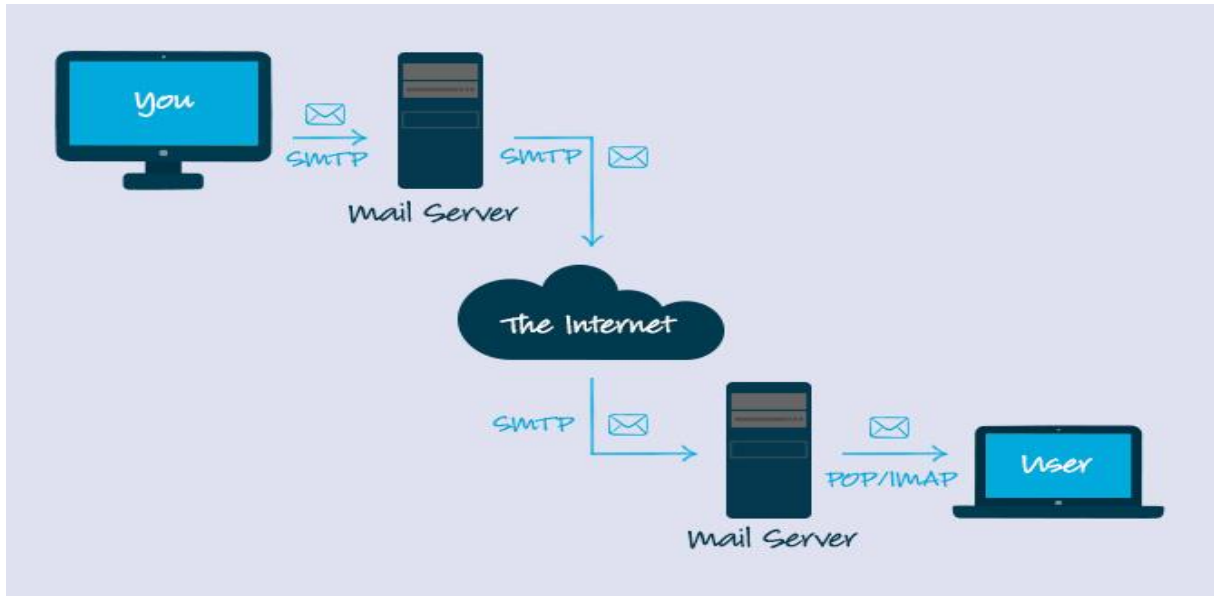 You
SMTP
Mail Server
SMTP
The Internet
SMTP
Mail Server
POP/IMAP
User